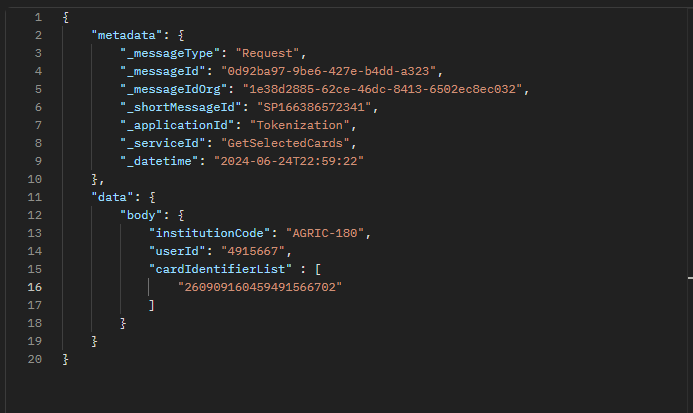 1 {
2 "metadata": {
3 "_messageType": "Request",
4 "_messageId": "0d92ba97-9be6-427e-b4dd-a323",
5 "_messageIdOrg": "1e38d2885-62ce-46dc-8413-6502ec8ec032",
6 "_shortMessageId": "SP166386572341",
7 "_applicationId": "Tokenization",
8 "_serviceId": "GetSelectedCards",
9 "_datetime": "2024-06-24T22:59:22"
10 },
11 "data": {
12 "body": {
13 "institutionCode": "AGRIC-180",
14 "userId": "4915667",
15 "cardIdentifierList" : [
16 "260909160459491566702"
17 ]
18 }
19 }
20 }